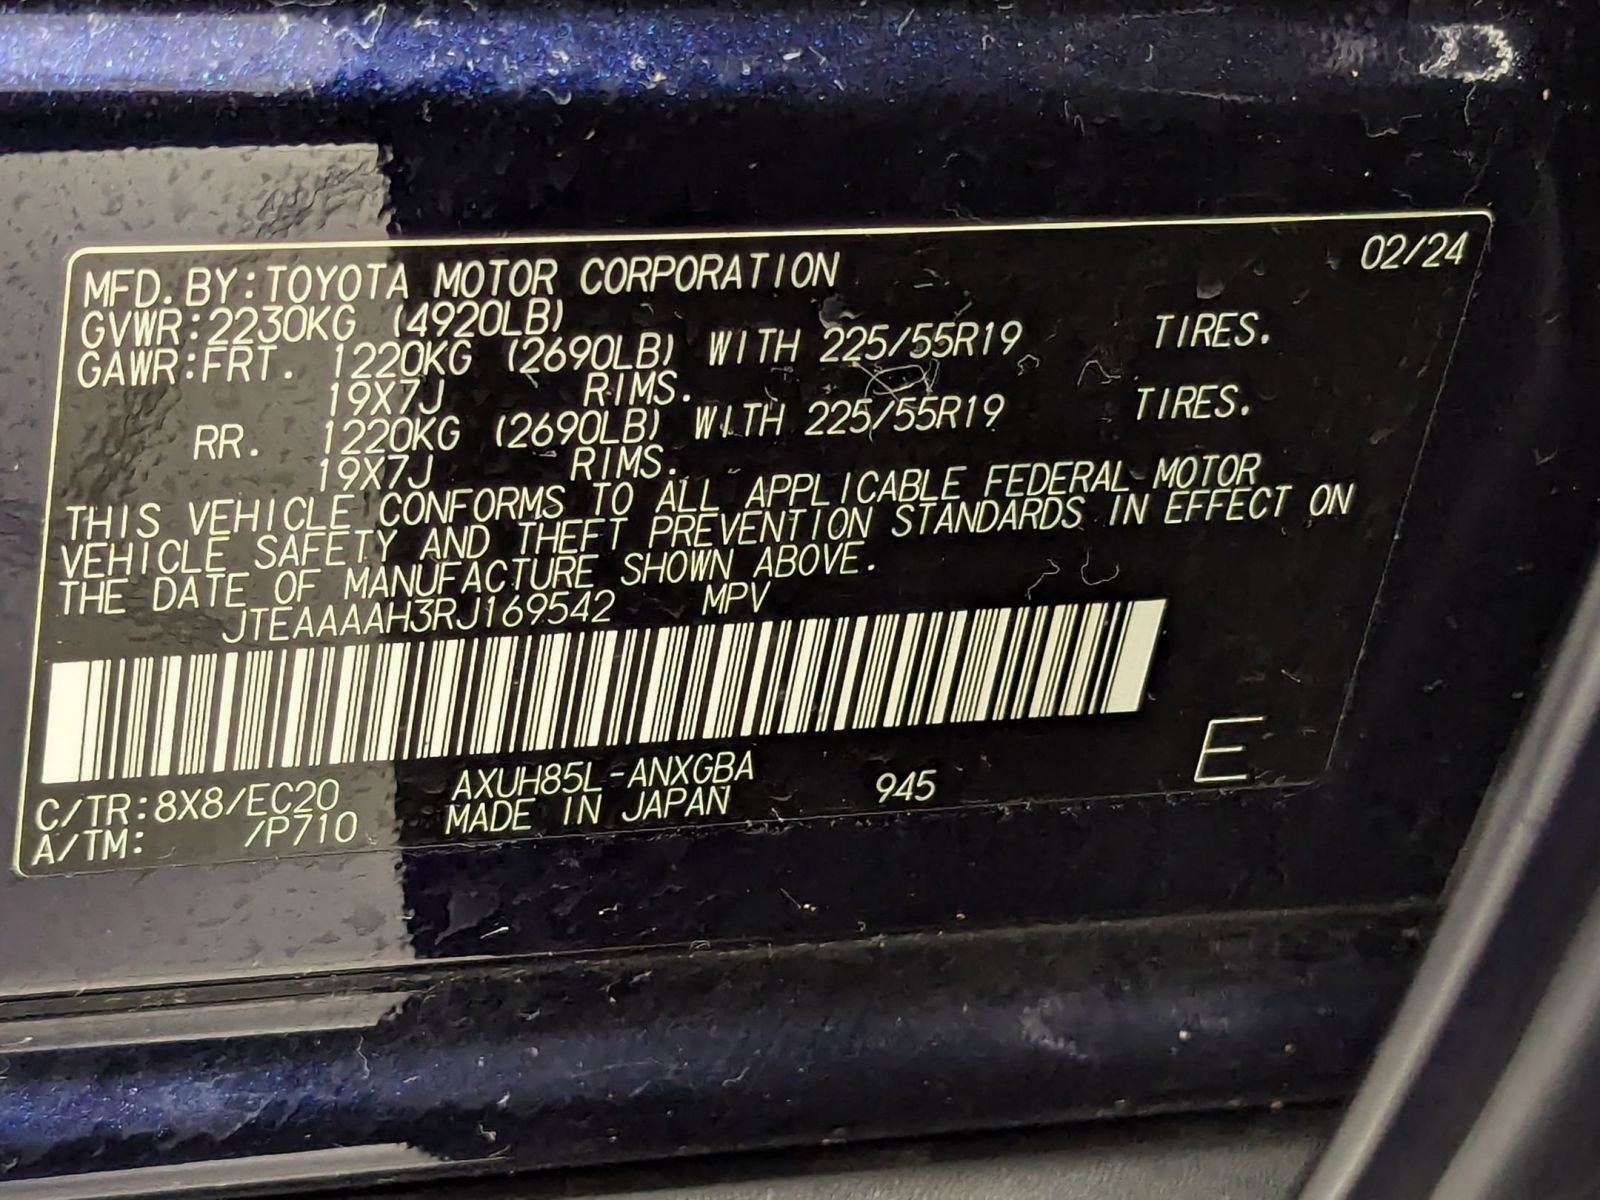 02/24
MFD. BY: TOYOTA MOTOR CORPORATION
GVWR: 2230KG (4920LB)
GAWR: FRT. 1220KG (2690LB) WITH 225/55R19 TIRES.
19X7J RIMS.
RR. 1220KG (2690LB) WITH 225/55R19 TIRES.
19X7J RIMS.
THIS VEHICLE CONFORMS TO ALL APPLICABLE FEDERAL MOTOR
VEHICLE SAFETY AND THEFT PREVENTION STANDARDS IN EFFECT ON
THE DATE OF MANUFACTURE SHOWN ABOVE.
JTEAAAAH3RJ169542 MPV
C/TR: 8X8/EC20 AXUH85L-ANXGBA 945 E
A/TM: /P710 MADE IN JAPAN